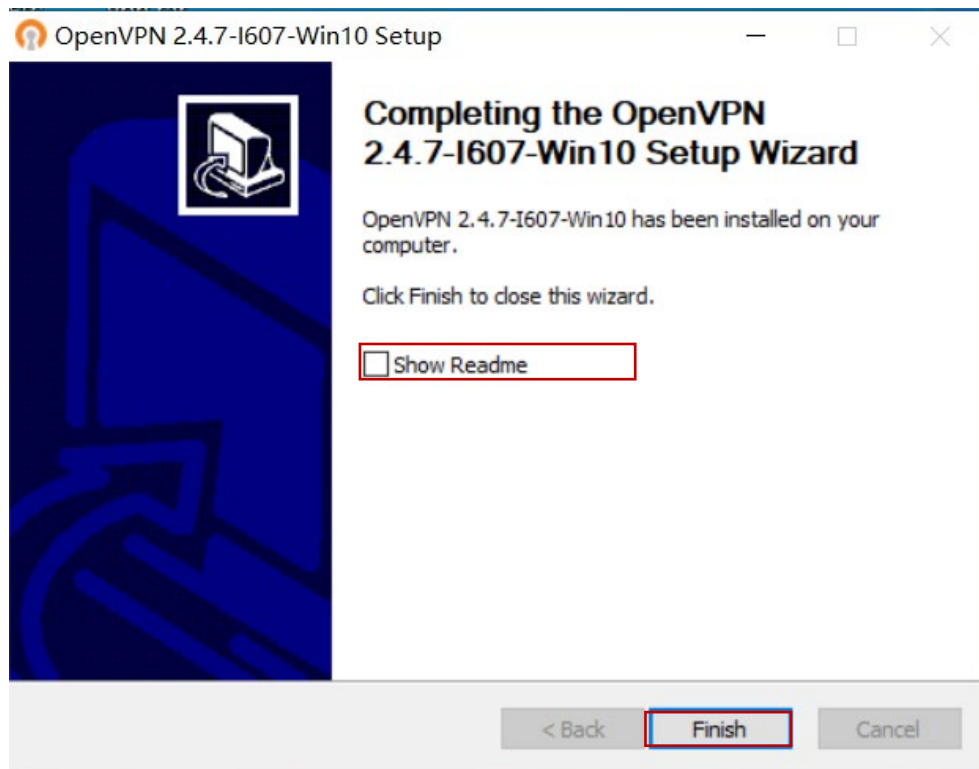 OpenVPN 2.4.7-I607-Win10 Setup
Completing the OpenVPN
2.4.7-I607-Win10 Setup Wizard
OpenVPN 2.4.7-I607-Win10 has been installed on your
computer.
Click Finish to close this wizard.
Show Readme
< Back
Finish
Cancel